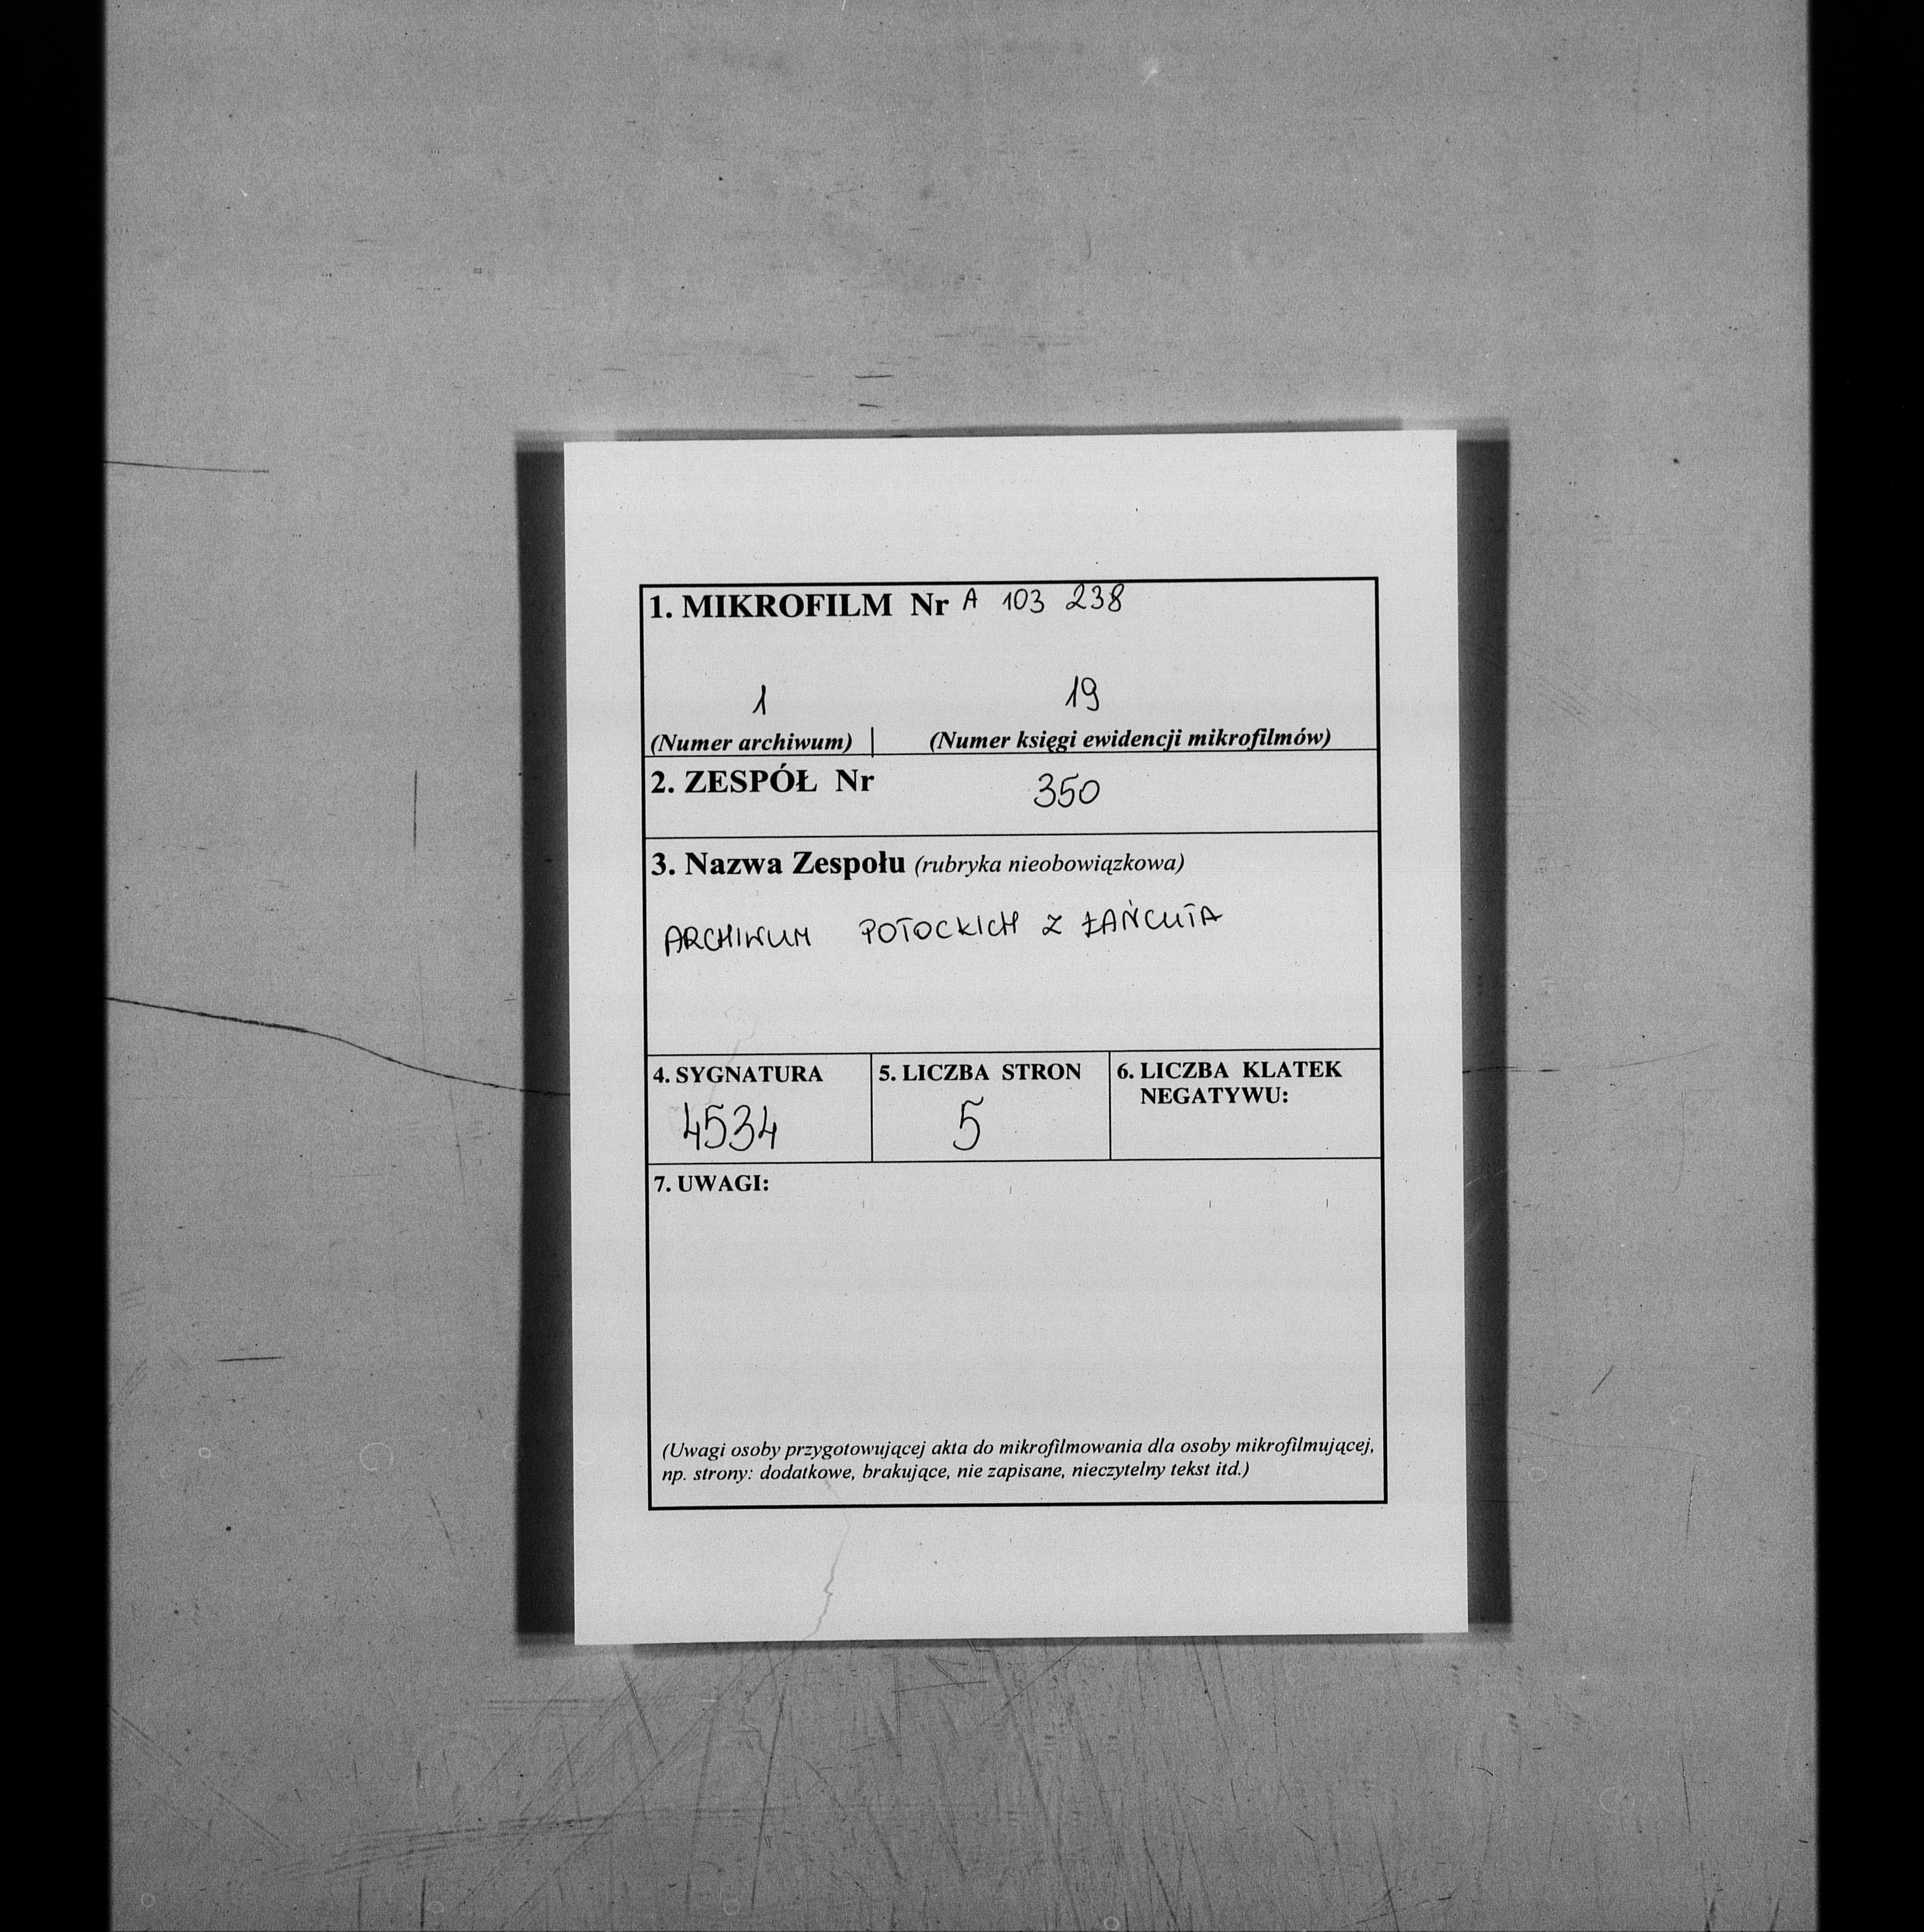 1. MIKROFILM Nr A 103 238
1 19
(Numer archiwum) (Numer księgi ewidencji mikrofilmów)
2. ZESPÓŁ Nr 350
3. Nazwa Zespołu (rubryka nieobowiązkowa)
ARCHIWUM POTOCKICH Z ŁAŃCUTA
4. SYGNATURA 5. LICZBA STRON 6. LICZBA KLATEK
NEGATYWU:
4534 5
7. UWAGI:
(Uwagi osoby przygotowującej akta do mikrofilmowania dla osoby mikrofilmującej,
np. strony: dodatkowe, brakujące, nie zapisane, nieczytelny tekst itd.)